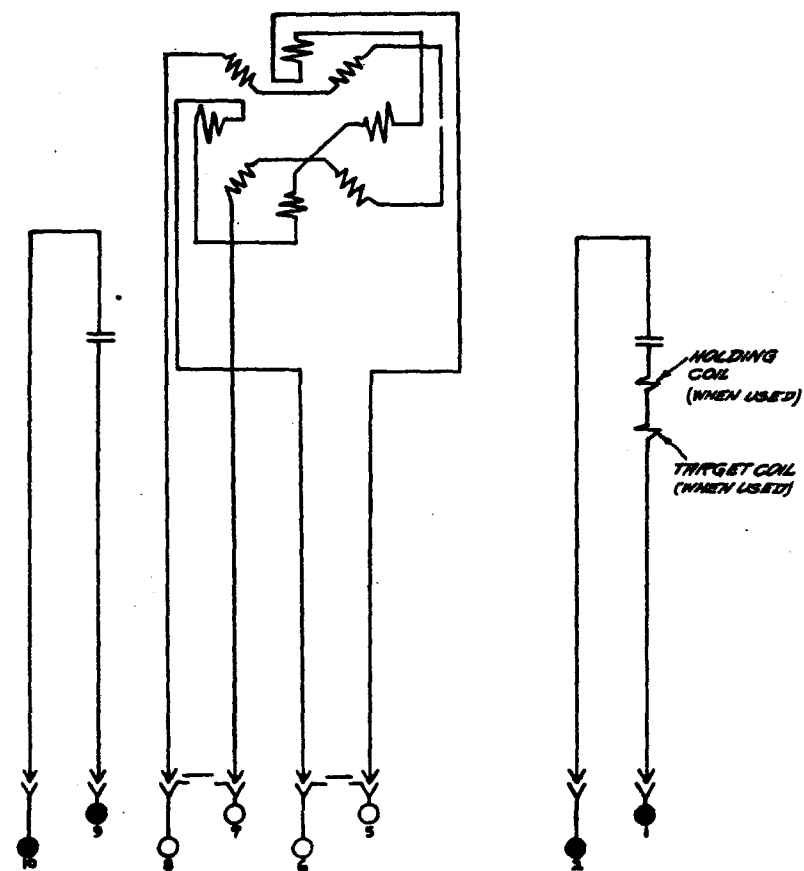 HOLDING
COIL
(WHEN USED)
TARGET COIL
(WHEN USED)
9
7
5
1
10
8
6
2